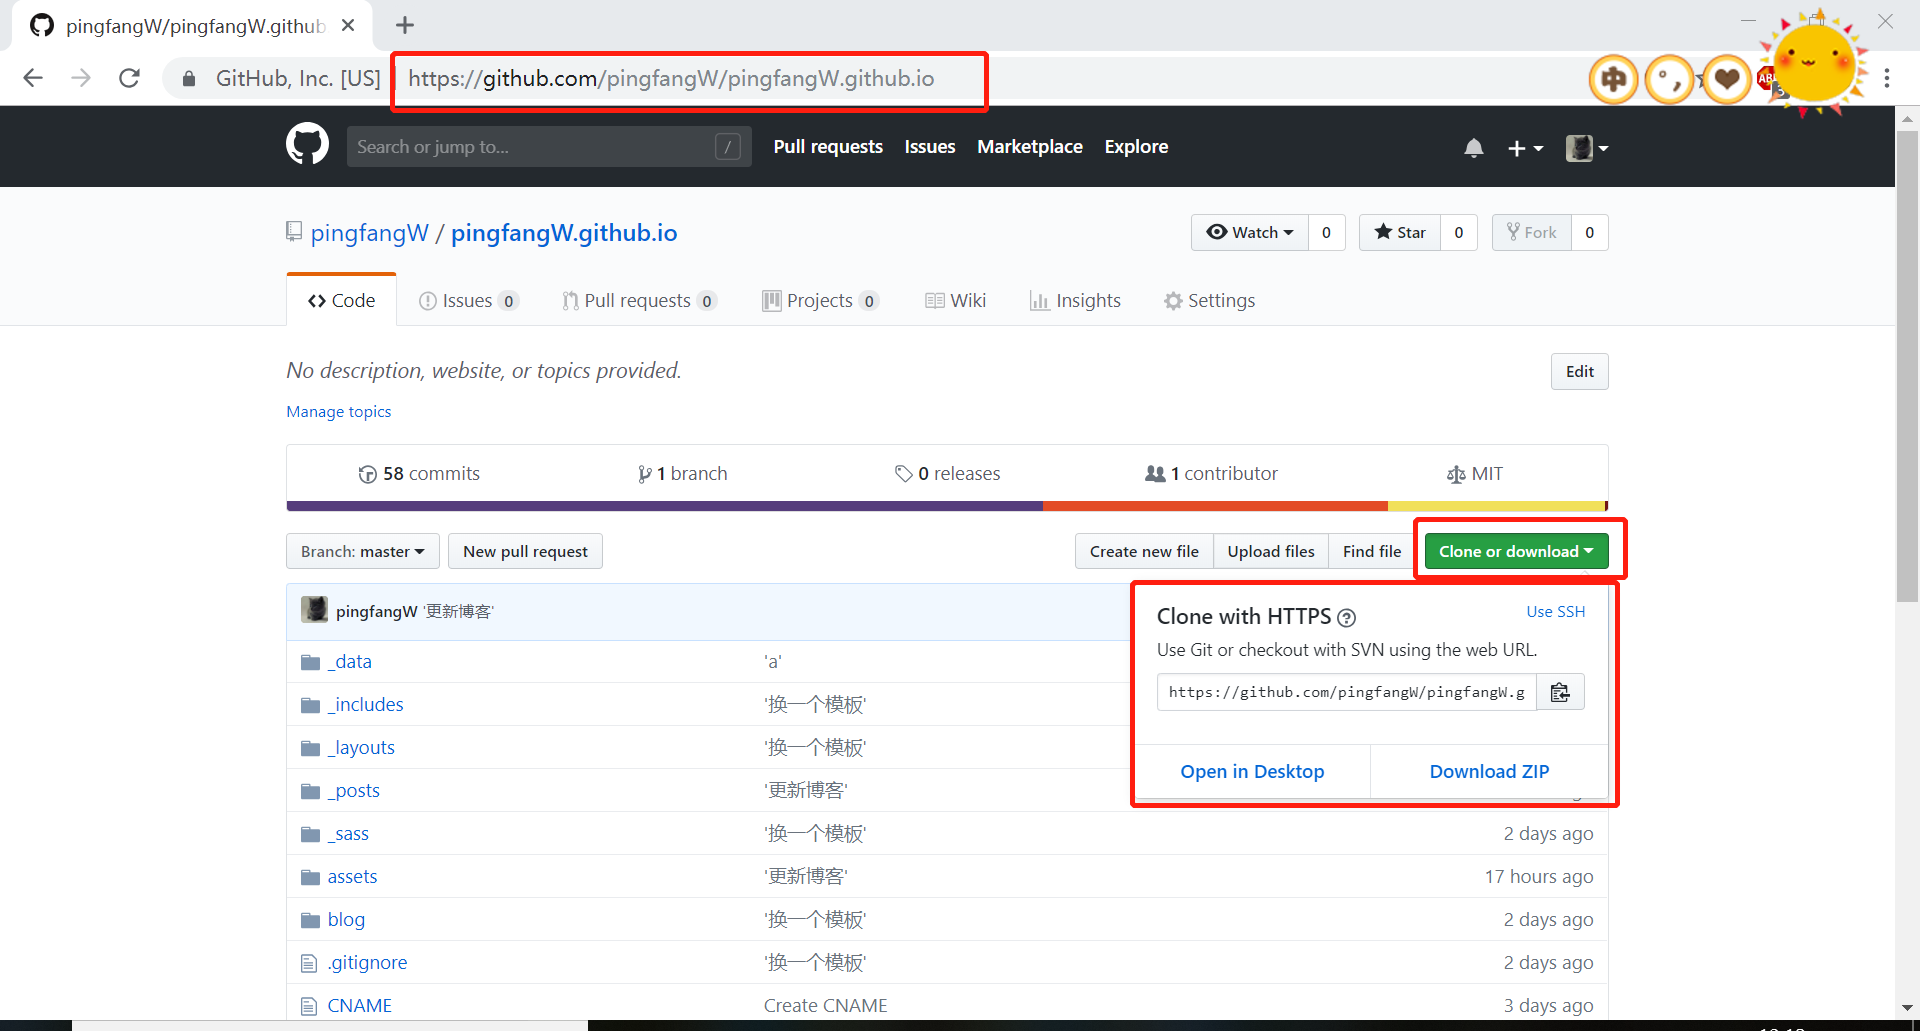 pingfangW/pingfangW.github
GitHub, Inc. [US] https://github.com/pingfangW/pingfangW.github.io
中
Search or jump to... /
Pull requests Issues Marketplace Explore
pingfangW / pingfangW.github.io
Watch 0 Star 0 Fork 0
Code Issues 0 Pull requests 0 Projects 0 Wiki Insights Settings
No description, website, or topics provided. Edit
Manage topics
58 commits 1 branch 0 releases 1 contributor MIT
Branch: master New pull request Create new file Upload files Find file Clone or download
pingfangW '更新博客'
Clone with HTTPS Use SSH
Use Git or checkout with SVN using the web URL.
https://github.com/pingfangW/pingfangW.g
Open in Desktop Download ZIP
_data 'a'
_includes '换一个模板'
_layouts '换一个模板'
_posts '更新博客'
_sass '换一个模板' 2 days ago
assets '更新博客' 17 hours ago
blog '换一个模板' 2 days ago
.gitignore '换一个模板' 2 days ago
CNAME Create CNAME 3 days ago